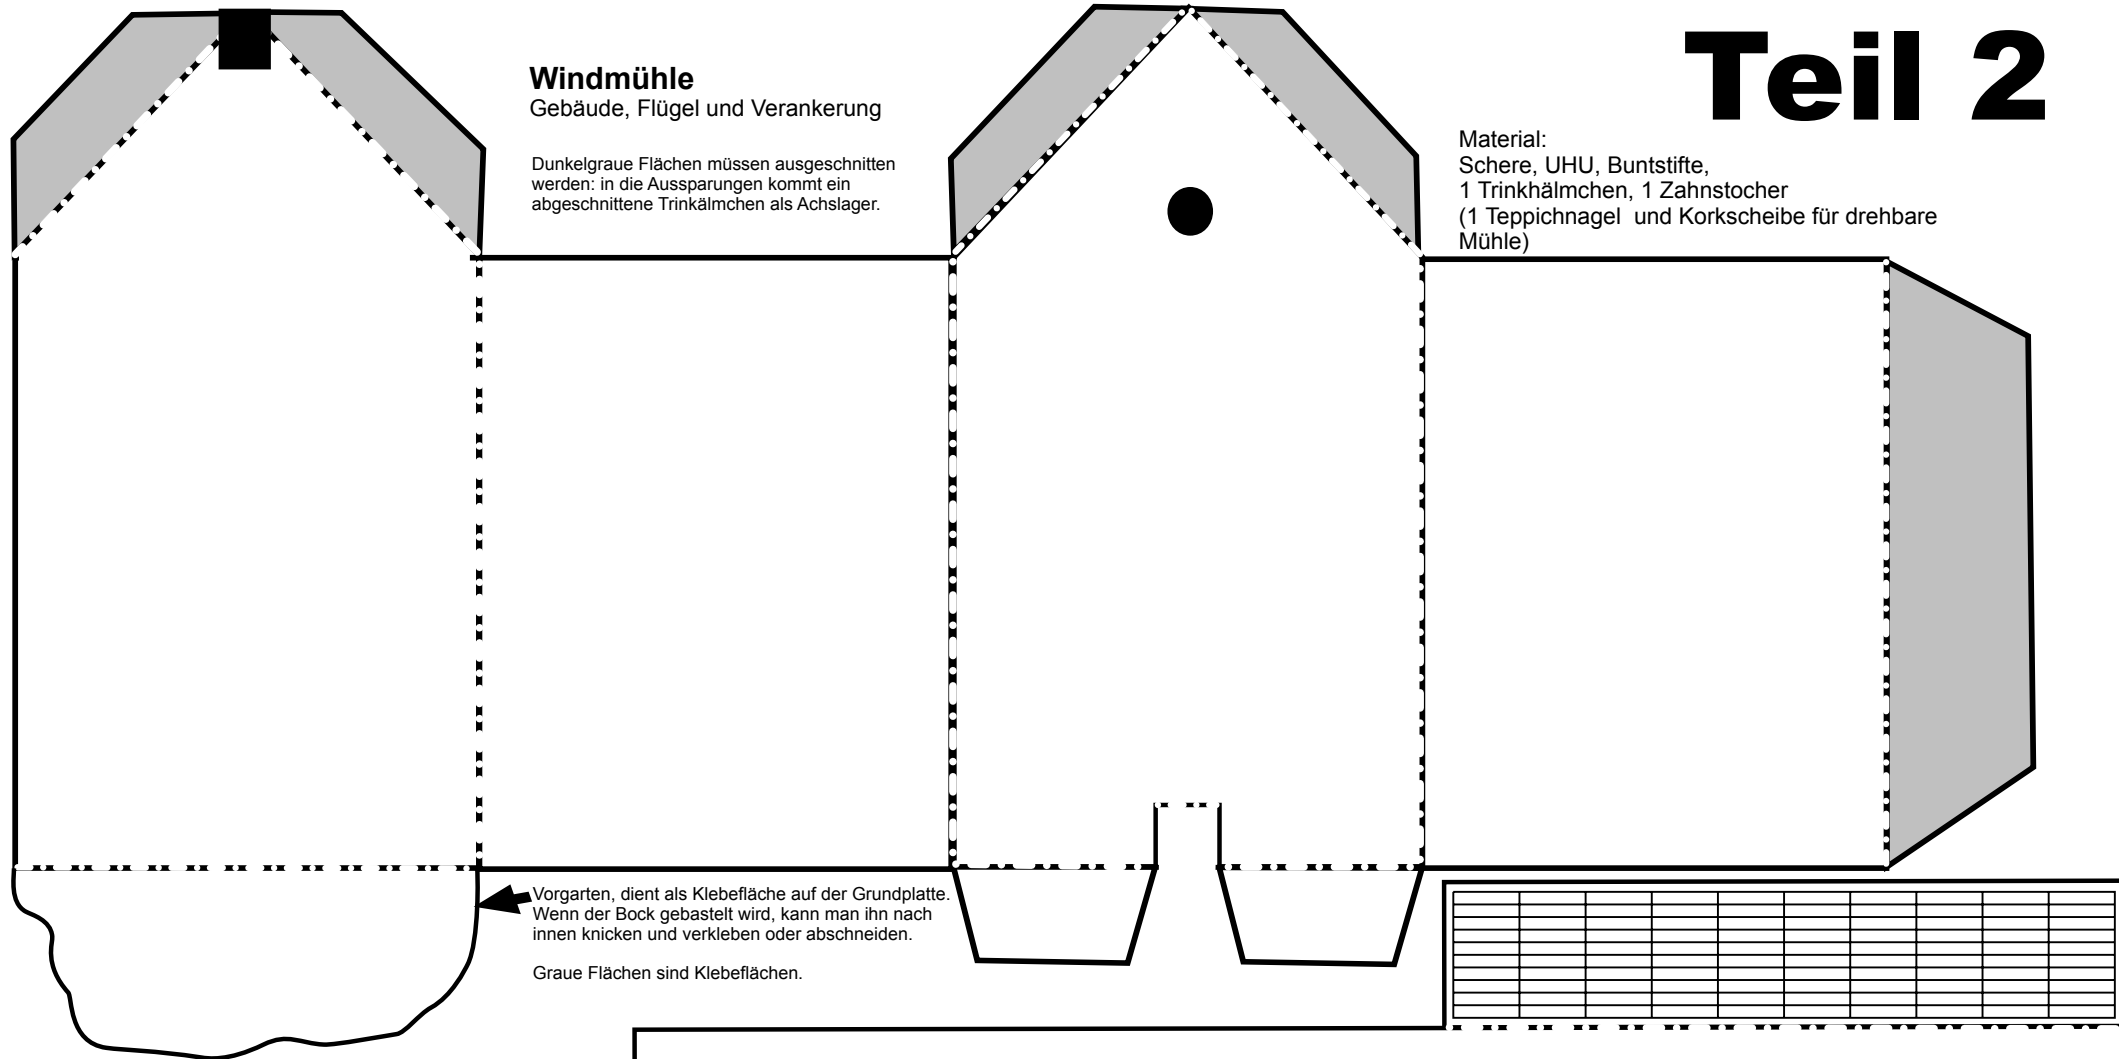 Teil 2
Windmühle
Gebäude, Flügel und Verankerung
Dunkelgraue Flächen müssen ausgeschnitten
werden: in die Aussparungen kommt ein
abgeschnittene Trinkälmchen als Achslager.
Material:
Schere, UHU, Buntstifte,
1 Trinkhälmchen, 1 Zahnstocher
(1 Teppichnagel  und Korkscheibe für drehbare
Mühle)
Vorgarten, dient als Klebefläche auf der Grundplatte.
Wenn der Bock gebastelt wird, kann man ihn nach
innen knicken und verkleben oder abschneiden.
Graue Flächen sind Klebeflächen.